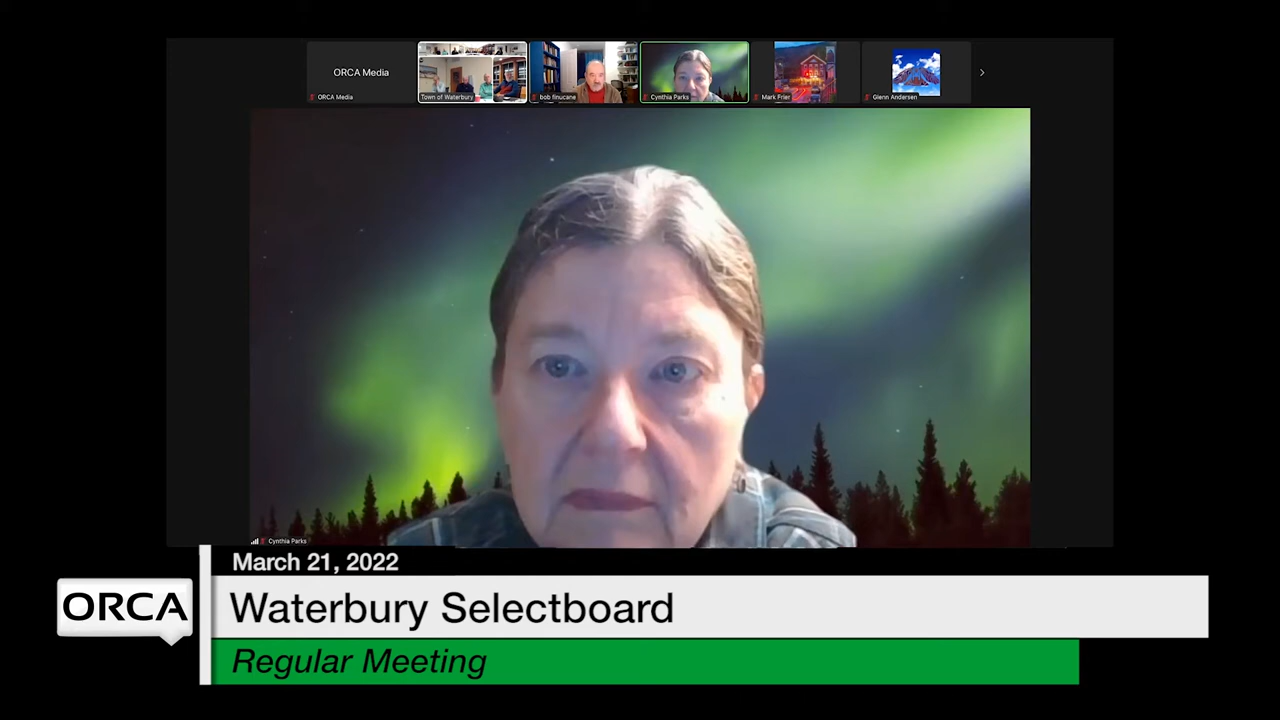 ORCA Media
ORCA Media
Town of Waterbury
bob finucane
Cynthia Parks
Mark Frier
Glenn Andersen
Cynthia Parks
March 21, 2022
ORCA
Waterbury Selectboard
Regular Meeting